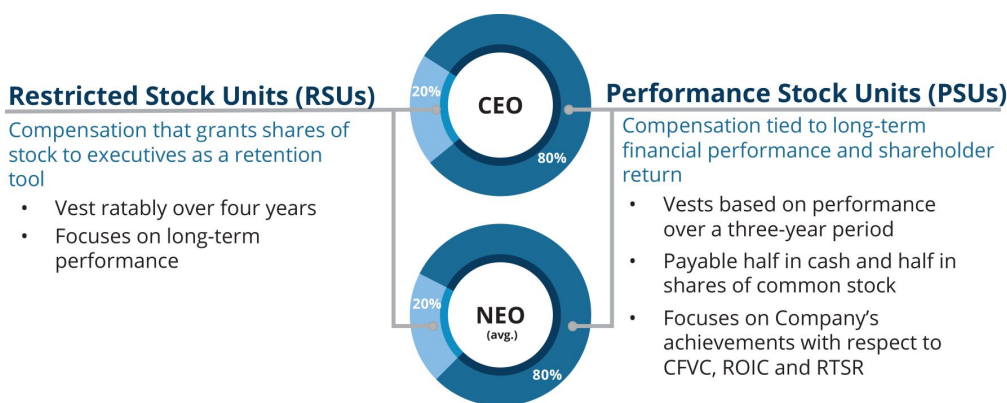 Restricted Stock Units (RSUs)
Compensation that grants shares of
stock to executives as a retention
tool
• Vest ratably over four years
• Focuses on long-term
performance
20%
CEO
80%
20%
NEO
(avg.)
80%
Performance Stock Units (PSUs)
Compensation tied to long-term
financial performance and shareholder
return
• Vests based on performance
over a three-year period
• Payable half in cash and half in
shares of common stock
• Focuses on Company’s
achievements with respect to
CFVC, ROIC and RTSR